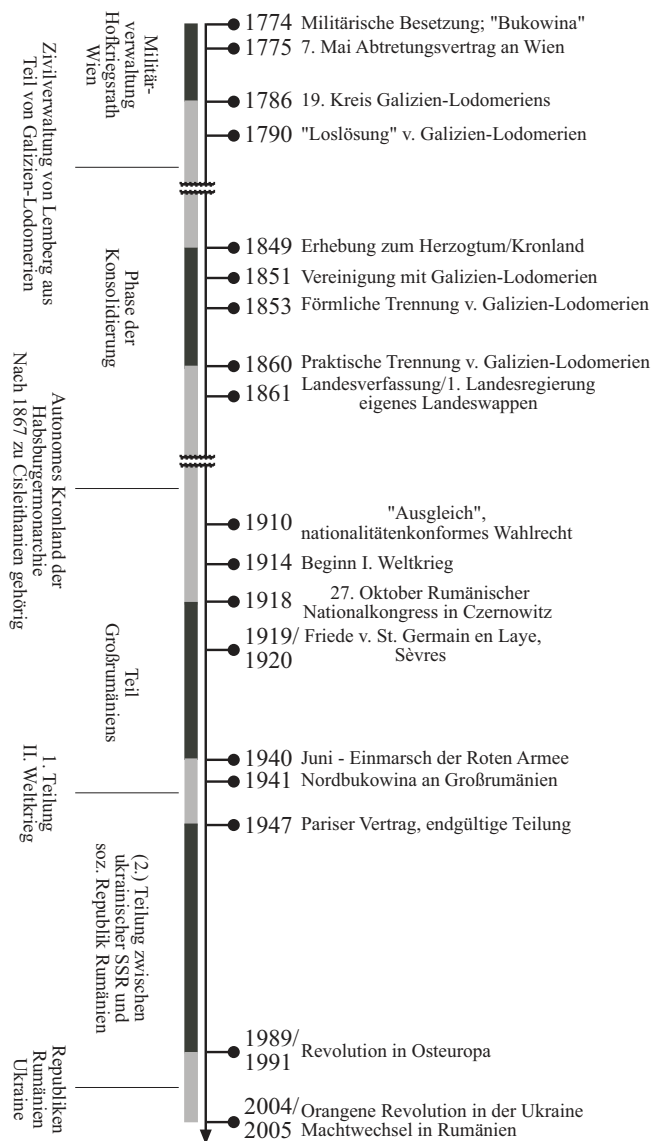 1774 Militärische Besetzung; "Bukowina"
1775 7. Mai Abtretungsvertrag an Wien
1786 19. Kreis Galizien-Lodomeriens
1790 "Loslösung" v. Galizien-Lodomerien
1849 Erhebung zum Herzogtum/Kronland
1851 Vereinigung mit Galizien-Lodomerien
1853 Förmliche Trennung v. Galizien-Lodomerien
1860 Praktische Trennung v. Galizien-Lodomerien
1861 Landesverfassung/1. Landesregierung
eigenes Landeswappen
1910 "Ausgleich",
nationalitätenkonformes Wahlrecht
1914 Beginn I. Weltkrieg
1918 27. Oktober Rumänischer
Nationalkongress in Czernowitz
1919/ Friede v. St. Germain en Laye,
1920 Sèvres
1940 Juni - Einmarsch der Roten Armee
1941 Nordbukowina an Großrumänien
1947 Pariser Vertrag, endgültige Teilung
1989/
1991 Revolution in Osteuropa
2004/ Orangene Revolution in der Ukraine
2005 Machtwechsel in Rumänien
Militär-
verwaltung
Hofkriegsrath
Wien
Zivilverwaltung von Lemberg aus
Teil von Galizien-Lodomerien
Phase der
Konsolidierung
Autonomes Kronland der
Habsburgermonarchie
Nach 1867 zu Cisleithanien gehörig
Teil
Großrumäniens
1. Teilung
II. Weltkrieg
(2.) Teilung zwischen
ukrainischer SSR und
soz. Republik Rumänien
Republiken
Rumänien
Ukraine